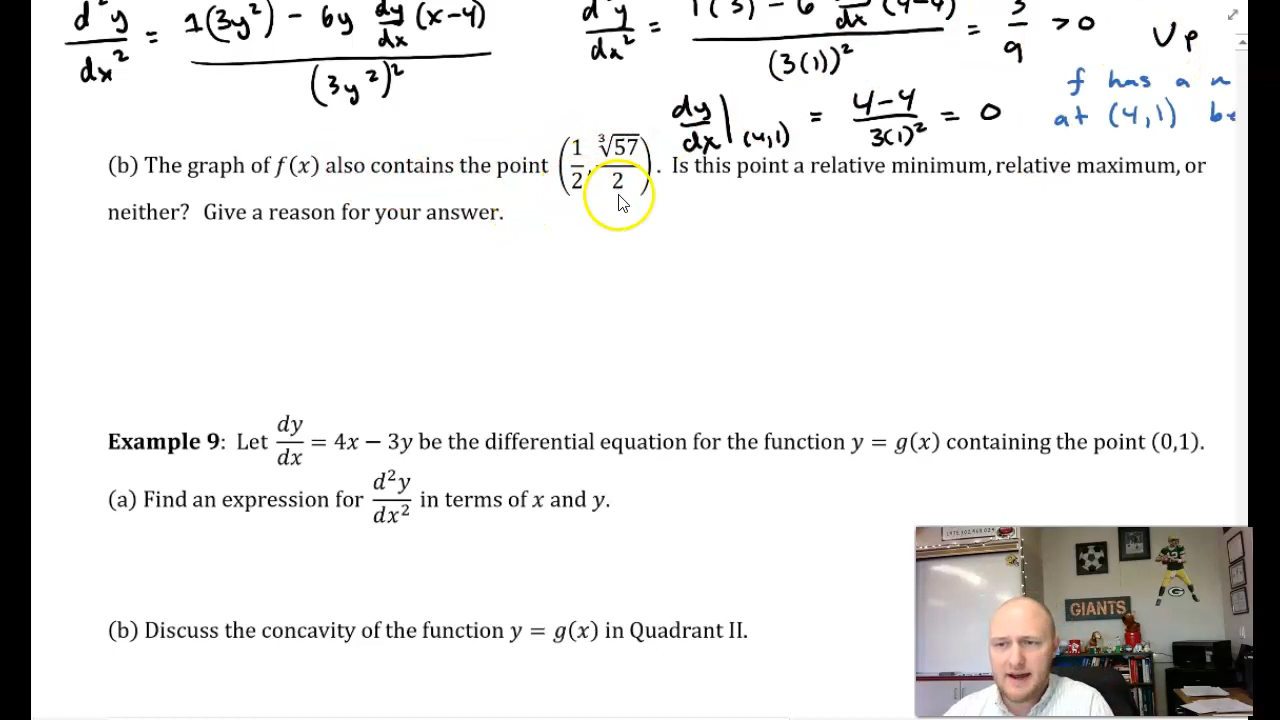 d²y/dx² = 1(3y²) − 6y dy/dx (x−4) / (3y²)²
d²y/dx² = 1(3) − 6 dy/dx (4−4) / (3(1))² = 3/9 > 0 Up
f has a
at (4,1)
dy/dx|(4,1) = 4−4 / 3(1)² = 0
(b) The graph of f(x) also contains the point (1/2, ∛57/2). Is this point a relative minimum, relative maximum, or
neither? Give a reason for your answer.
Example 9: Let dy/dx = 4x − 3y be the differential equation for the function y = g(x) containing the point (0,1).
(a) Find an expression for d²y/dx² in terms of x and y.
(b) Discuss the concavity of the function y = g(x) in Quadrant II.
GIANTS